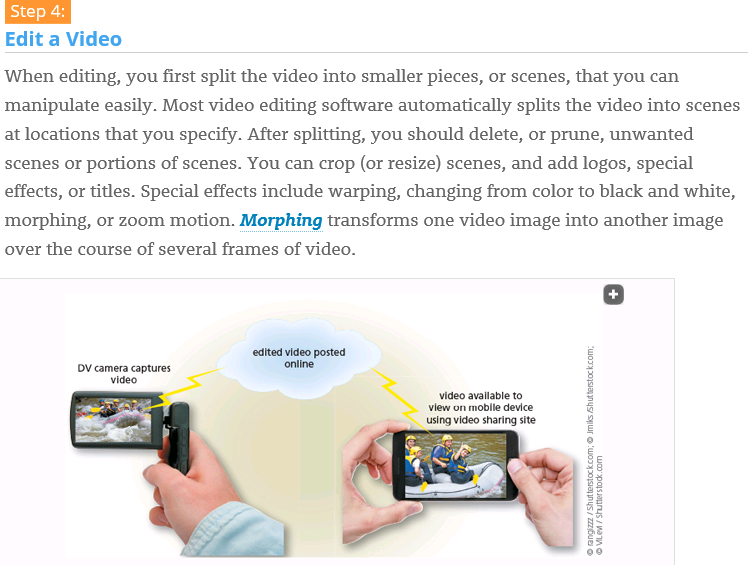 Step 4:
Edit a Video
When editing, you first split the video into smaller pieces, or scenes, that you can
manipulate easily. Most video editing software automatically splits the video into scenes
at locations that you specify. After splitting, you should delete, or prune, unwanted
scenes or portions of scenes. You can crop (or resize) scenes, and add logos, special
effects, or titles. Special effects include warping, changing from color to black and white,
morphing, or zoom motion. Morphing transforms one video image into another image
over the course of several frames of video.
DV camera captures
video
edited video posted
online
video available to
view on mobile device
using video sharing site
© rangizzz / Shutterstock.com; © Jmiks /Shutterstock.com;
© ViLevi / Shutterstock.com